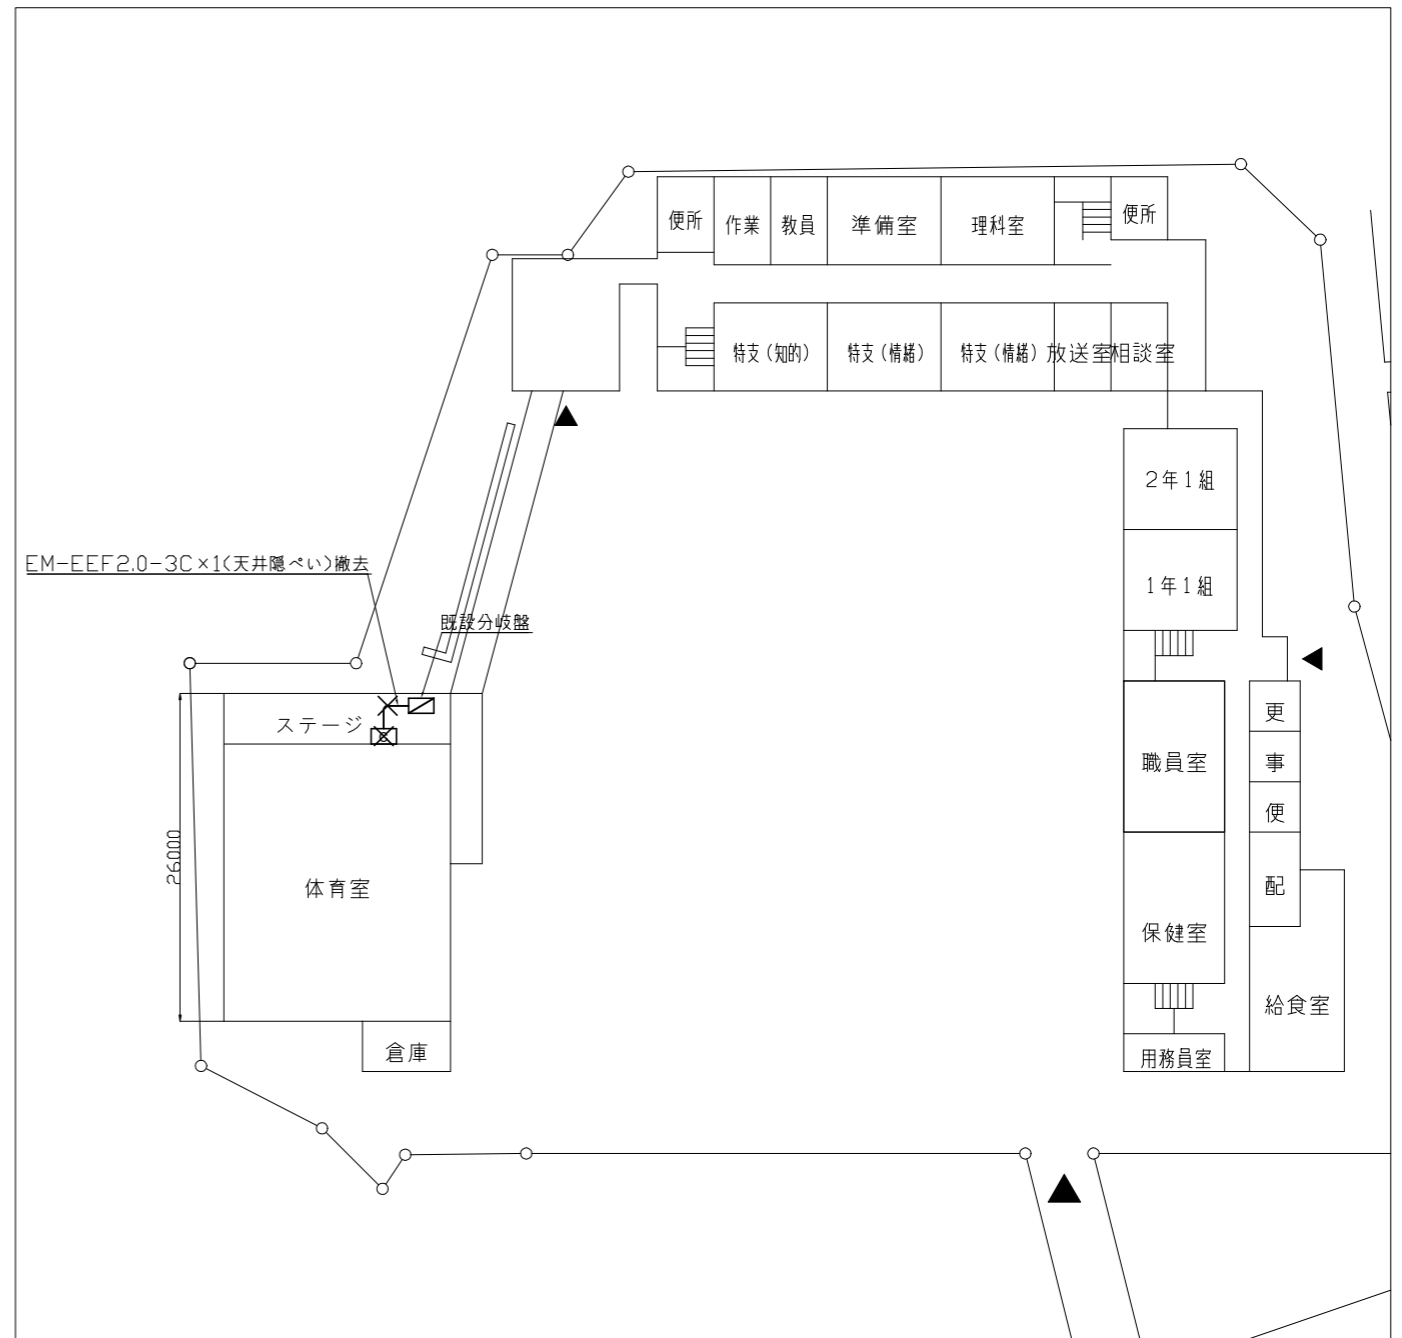 便所
作業
教員
準備室
理科室
便所
特支(知的)
特支(情緒)
特支(情緒)
放送室
相談室
2年1組
1年1組
EM-EEF2.0-3C×1(天井隠ぺい)撤去
既設分岐盤
ステージ
26000
体育室
倉庫
職員室
保健室
用務員室
更
事
便
配
給食室